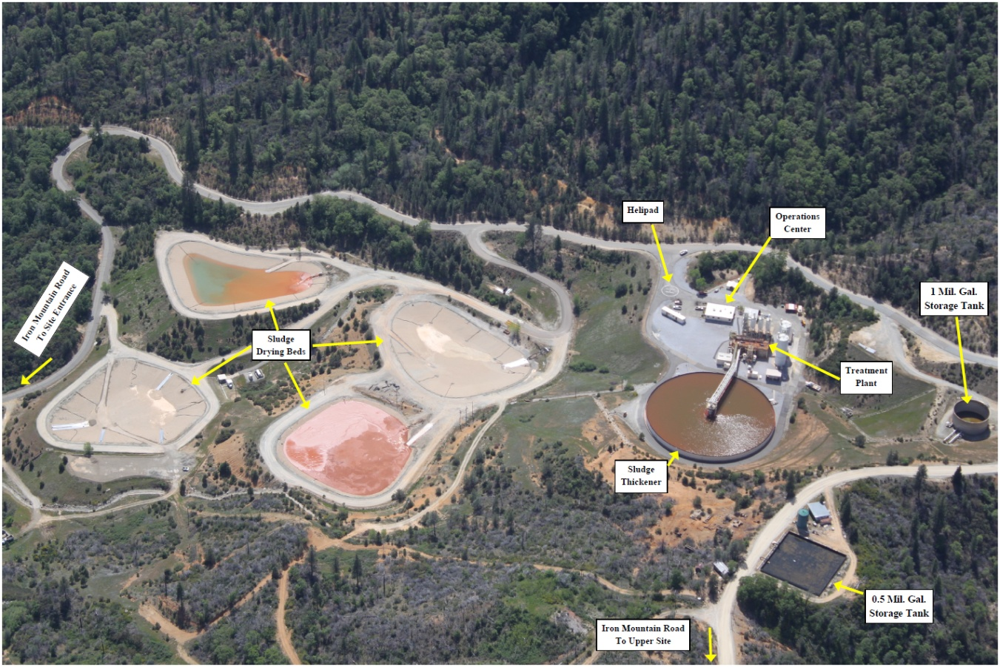 Helipad
Operations
Center
Iron Mountain Road
To Site Entrance
1 Mil. Gal.
Storage Tank
Sludge
Drying Beds
Treatment
Plant
Sludge
Thickener
0.5 Mil. Gal.
Storage Tank
Iron Mountain Road
To Upper Site